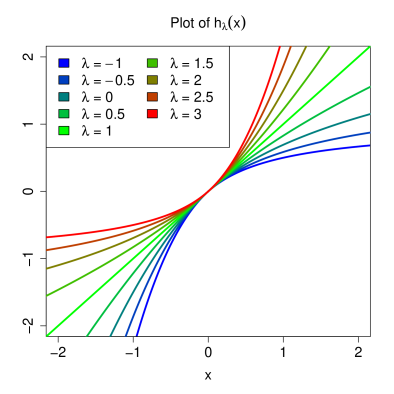 Plot of hλ(x)
λ = −1
λ = −0.5
λ = 0
λ = 0.5
λ = 1
λ = 1.5
λ = 2
λ = 2.5
λ = 3
2
1
0
−1
−2
−2 −1 0 1 2
x